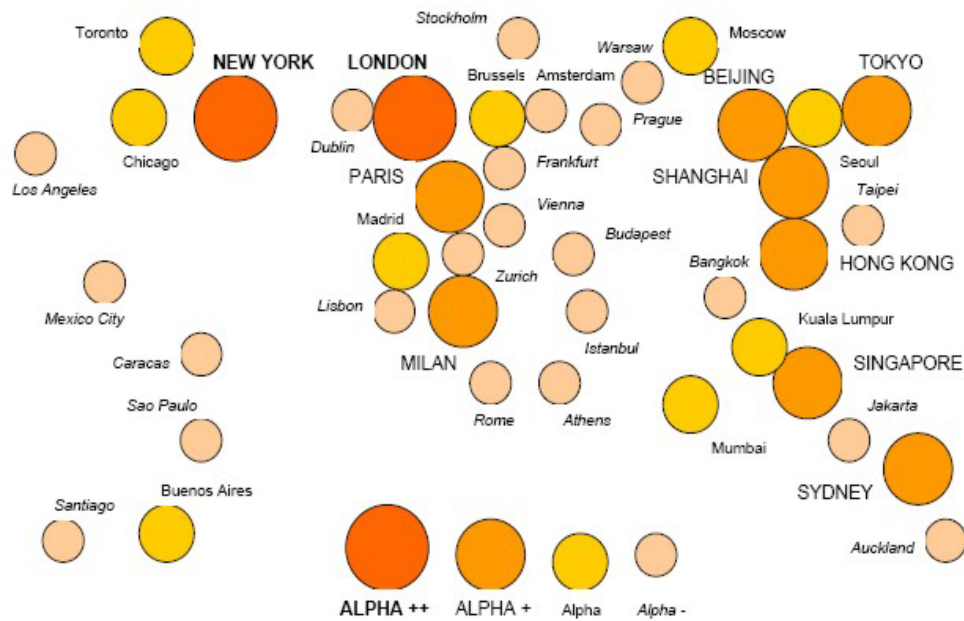 Stockholm
Toronto
Moscow
Warsaw
NEW YORK
LONDON
Brussels
Amsterdam
BEIJING
TOKYO
Dublin
Prague
Chicago
Frankfurt
Seoul
Los Angeles
PARIS
SHANGHAI
Taipei
Vienna
Madrid
Budapest
Bangkok
HONG KONG
Zurich
Lisbon
Mexico City
Kuala Lumpur
Istanbul
Caracas
MILAN
SINGAPORE
Sao Paulo
Jakarta
Rome
Athens
Mumbai
Buenos Aires
SYDNEY
Santiago
Auckland
ALPHA ++
ALPHA +
Alpha
Alpha -